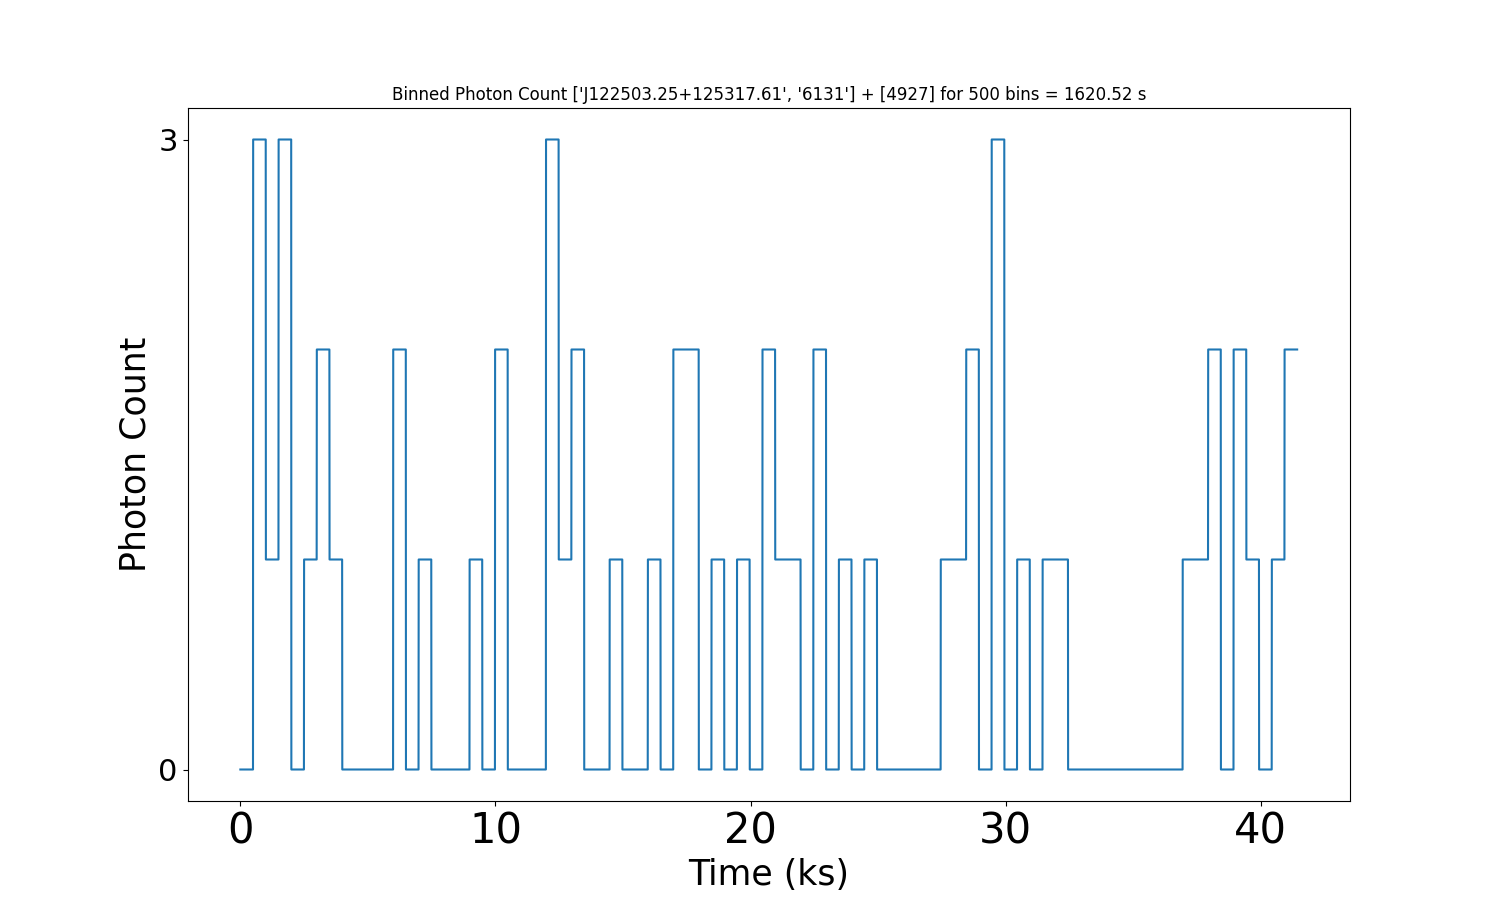 Binned Photon Count ['J122503.25+125317.61', '6131'] + [4927] for 500 bins = 1620.52 s
3
Photon Count
0
0 10 20 30 40
Time (ks)